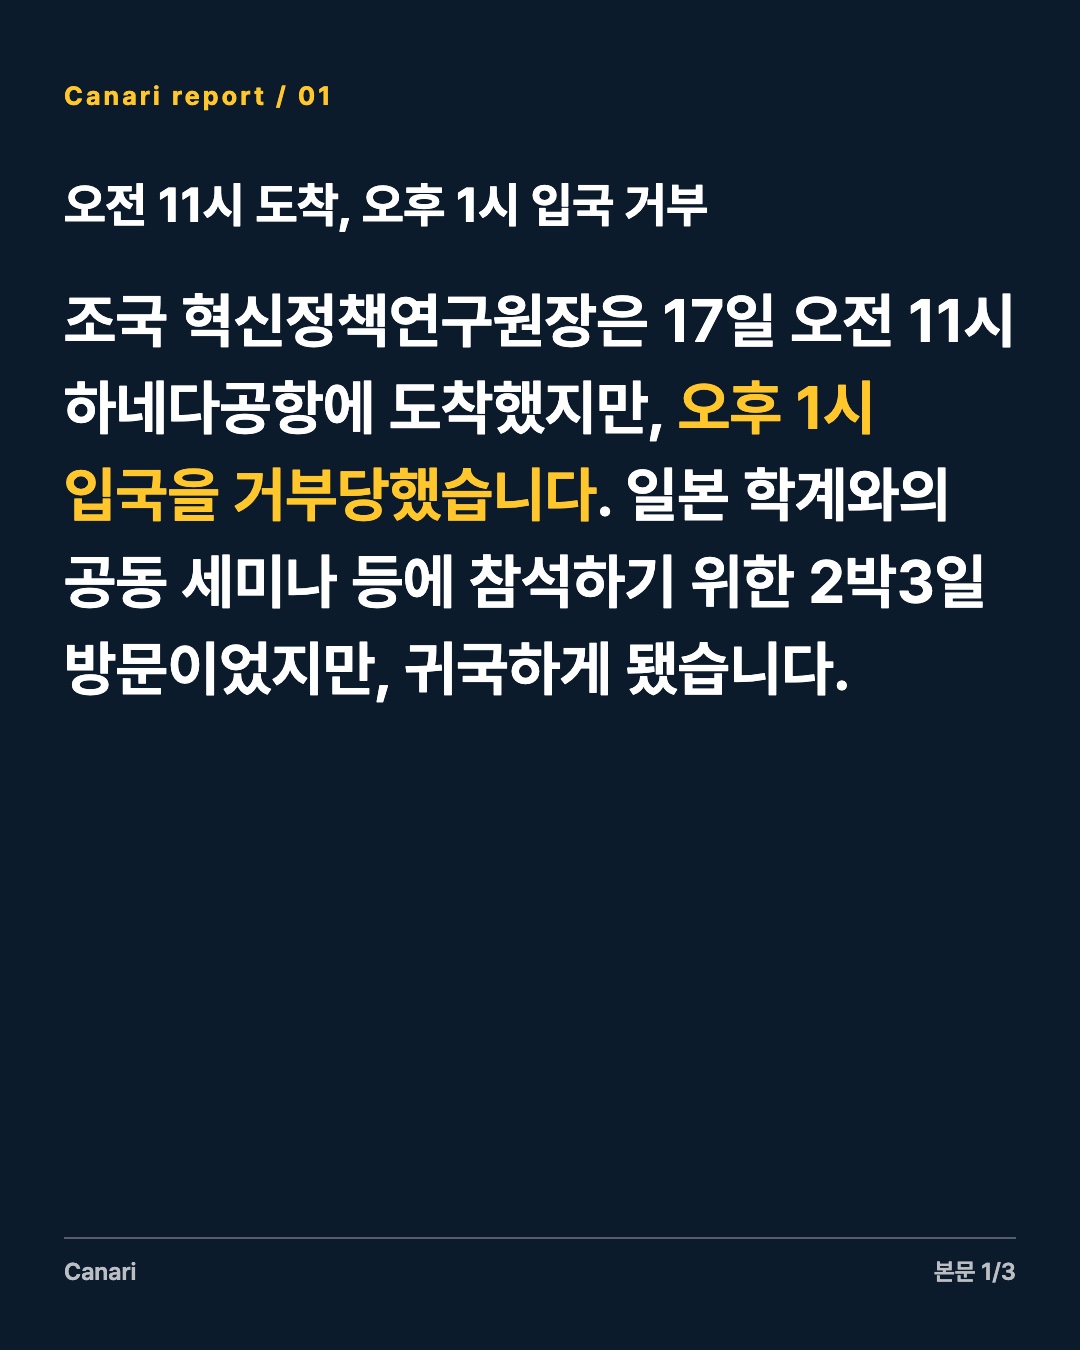 Canari report / 01
오전 11시 도착, 오후 1시 입국 거부
조국 혁신정책연구원장은 17일 오전 11시
하네다공항에 도착했지만, 오후 1시
입국을 거부당했습니다. 일본 학계와의
공동 세미나 등에 참석하기 위한 2박3일
방문이었지만, 귀국하게 됐습니다.
Canari
본문 1/3